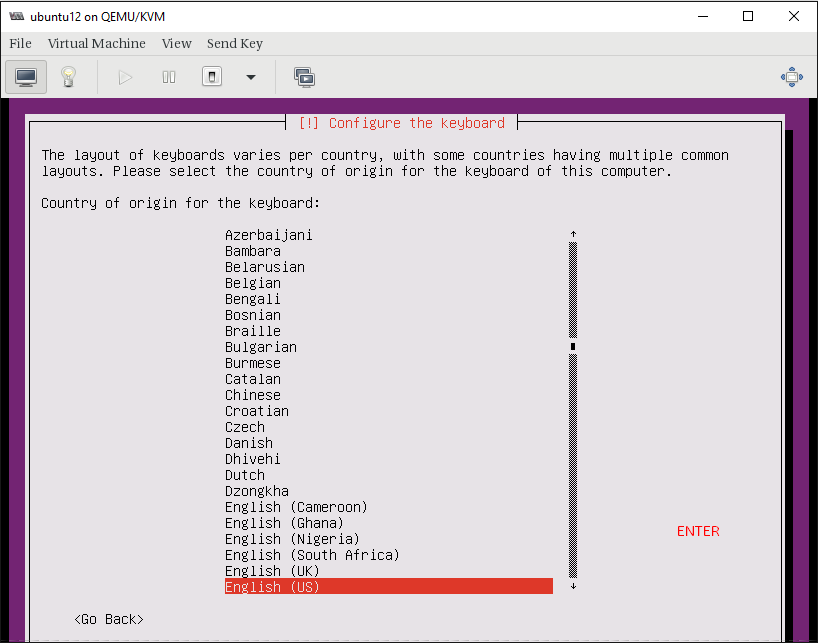 ubuntu12 on QEMU/KVM
File Virtual Machine View Send Key
[!] Configure the keyboard
The layout of keyboards varies per country, with some countries having multiple common
layouts. Please select the country of origin for the keyboard of this computer.
Country of origin for the keyboard:
Azerbaijani
Bambara
Belarusian
Belgian
Bengali
Bosnian
Braille
Bulgarian
Burmese
Catalan
Chinese
Croatian
Czech
Danish
Dhivehi
Dutch
Dzongkha
English (Cameroon)
English (Ghana)
English (Nigeria)
English (South Africa)
English (UK)
English (US)
ENTER
<Go Back>